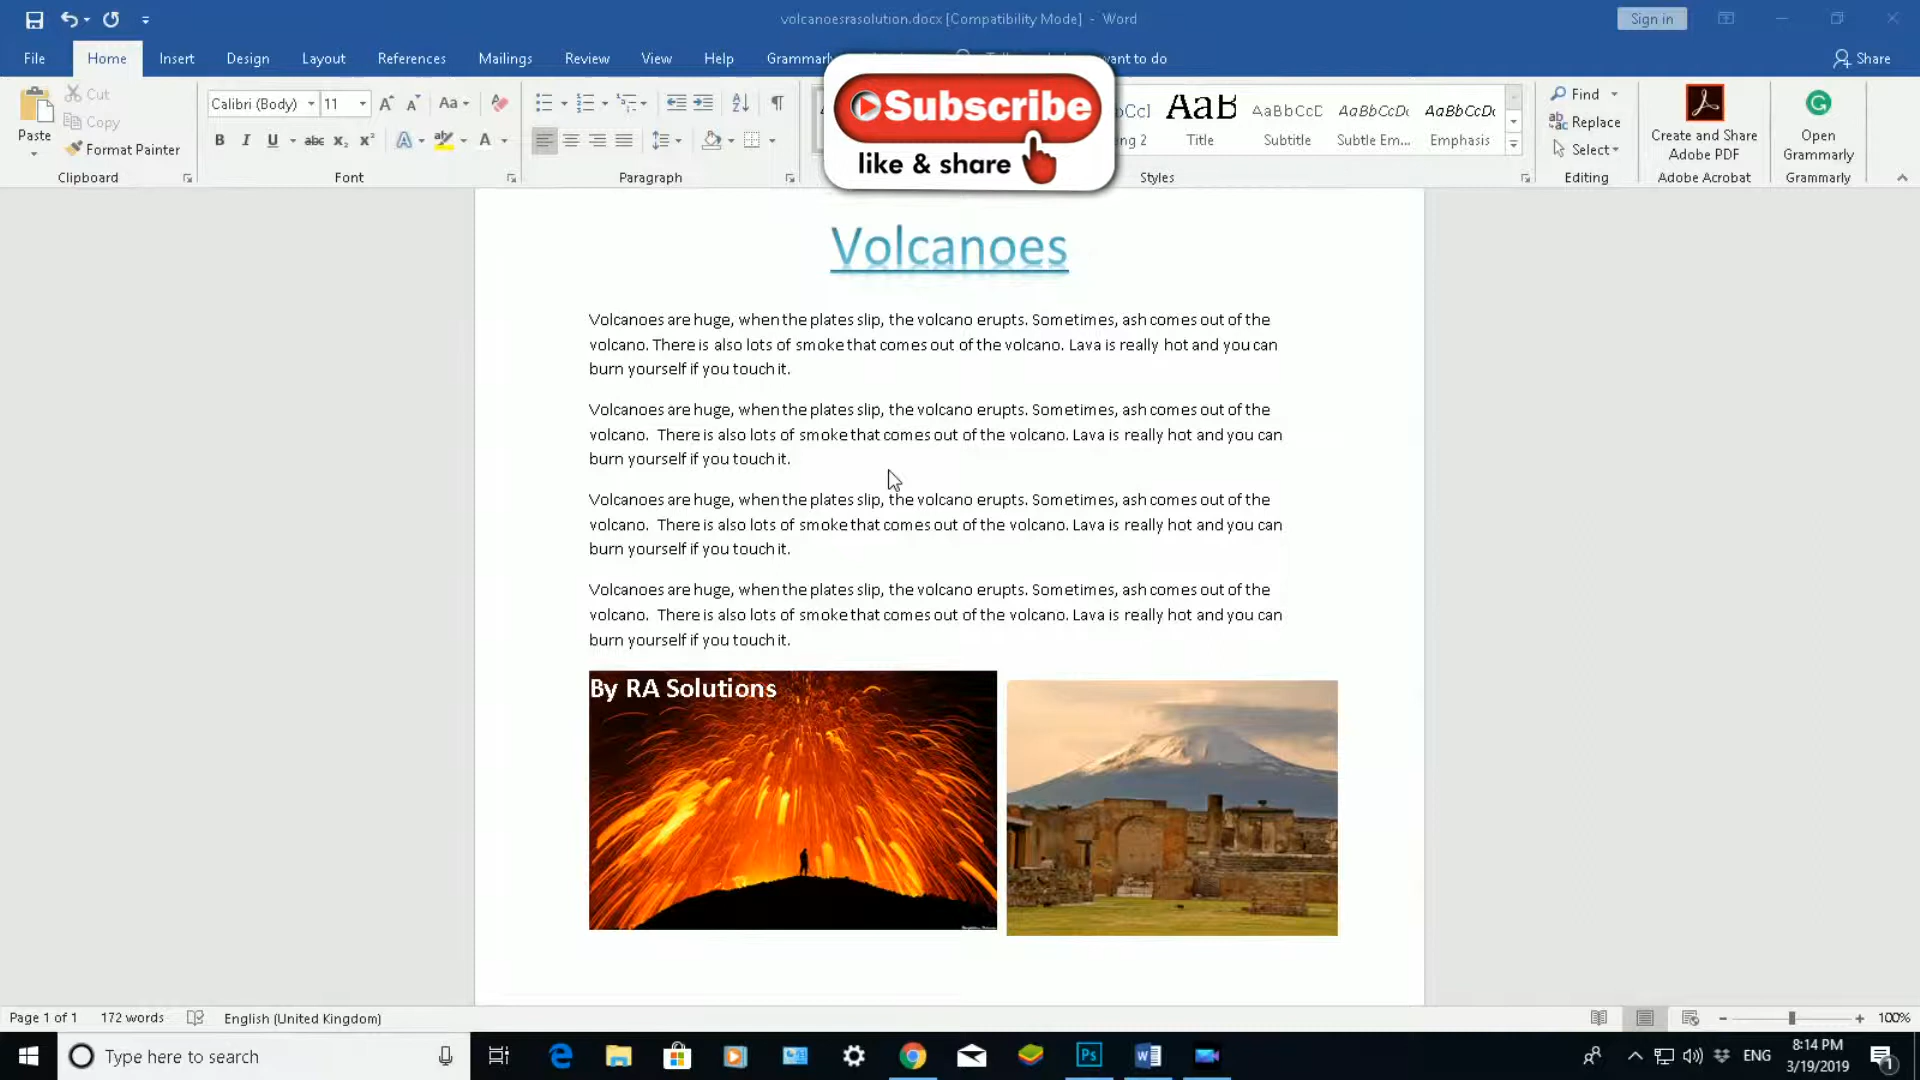 volcanoesrasolution.docx [Compatibility Mode] - Word
Sign in
File Home Insert Design Layout References Mailings Review View Help want to do
Share
Subscribe
like & share
Paste
Cut
Copy
Format Painter
Clipboard
Calibri (Body) 11
Font
Paragraph
AaB
Title
AaBbCcD
Subtitle
AaBbCcDc
Subtle Em...
AaBbCcDc
Emphasis
Styles
Find
Replace
Select
Editing
Create and Share
Adobe PDF
Adobe Acrobat
Open
Grammarly
Grammarly
Volcanoes
Volcanoes are huge, when the plates slip, the volcano erupts. Sometimes, ash comes out of the
volcano. There is also lots of smoke that comes out of the volcano. Lava is really hot and you can
burn yourself if you touch it.
Volcanoes are huge, when the plates slip, the volcano erupts. Sometimes, ash comes out of the
volcano.  There is also lots of smoke that comes out of the volcano. Lava is really hot and you can
burn yourself if you touch it.
Volcanoes are huge, when the plates slip, the volcano erupts. Sometimes, ash comes out of the
volcano.  There is also lots of smoke that comes out of the volcano. Lava is really hot and you can
burn yourself if you touch it.
Volcanoes are huge, when the plates slip, the volcano erupts. Sometimes, ash comes out of the
volcano.  There is also lots of smoke that comes out of the volcano. Lava is really hot and you can
burn yourself if you touch it.
By RA Solutions
Page 1 of 1 172 words English (United Kingdom)
100%
Type here to search
ENG
8:14 PM
3/19/2019
1